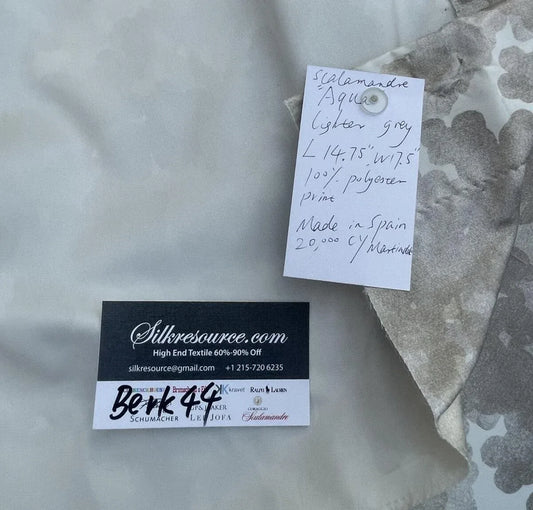 Scalamandre
"Aqua
lighter grey
L 14.75", W17.5"
100% polyester
print
Made in Spain
20,000 CY Martindale
Silkresource.com
High End Textile 60%-90% Off
silkresource@gmail.com +1 215-720 6235
kravet RALPH LAUREN
Berk 44
SCHUMACHER LEE JOFA Scalamandre